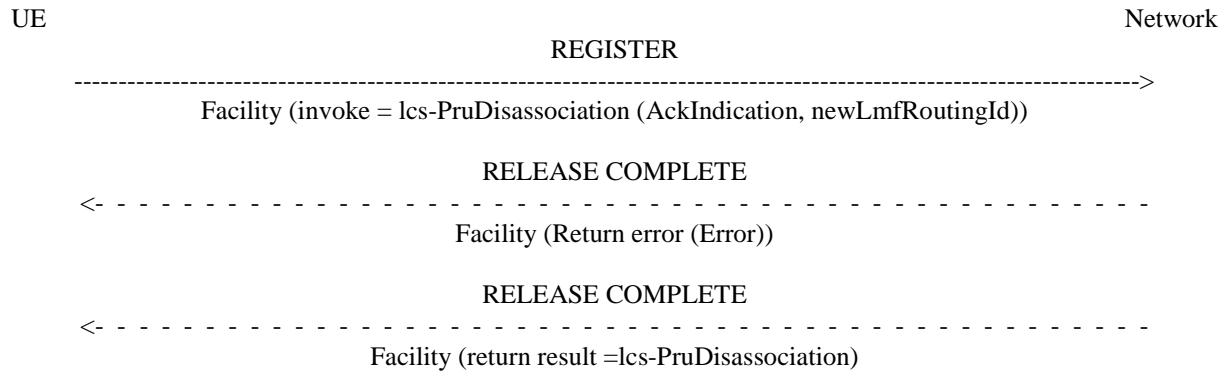 UE Network
REGISTER
Facility (invoke = lcs-PruDisassociation (AckIndication, newLmfRoutingId))
RELEASE COMPLETE
Facility (Return error (Error))
RELEASE COMPLETE
Facility (return result =lcs-PruDisassociation)